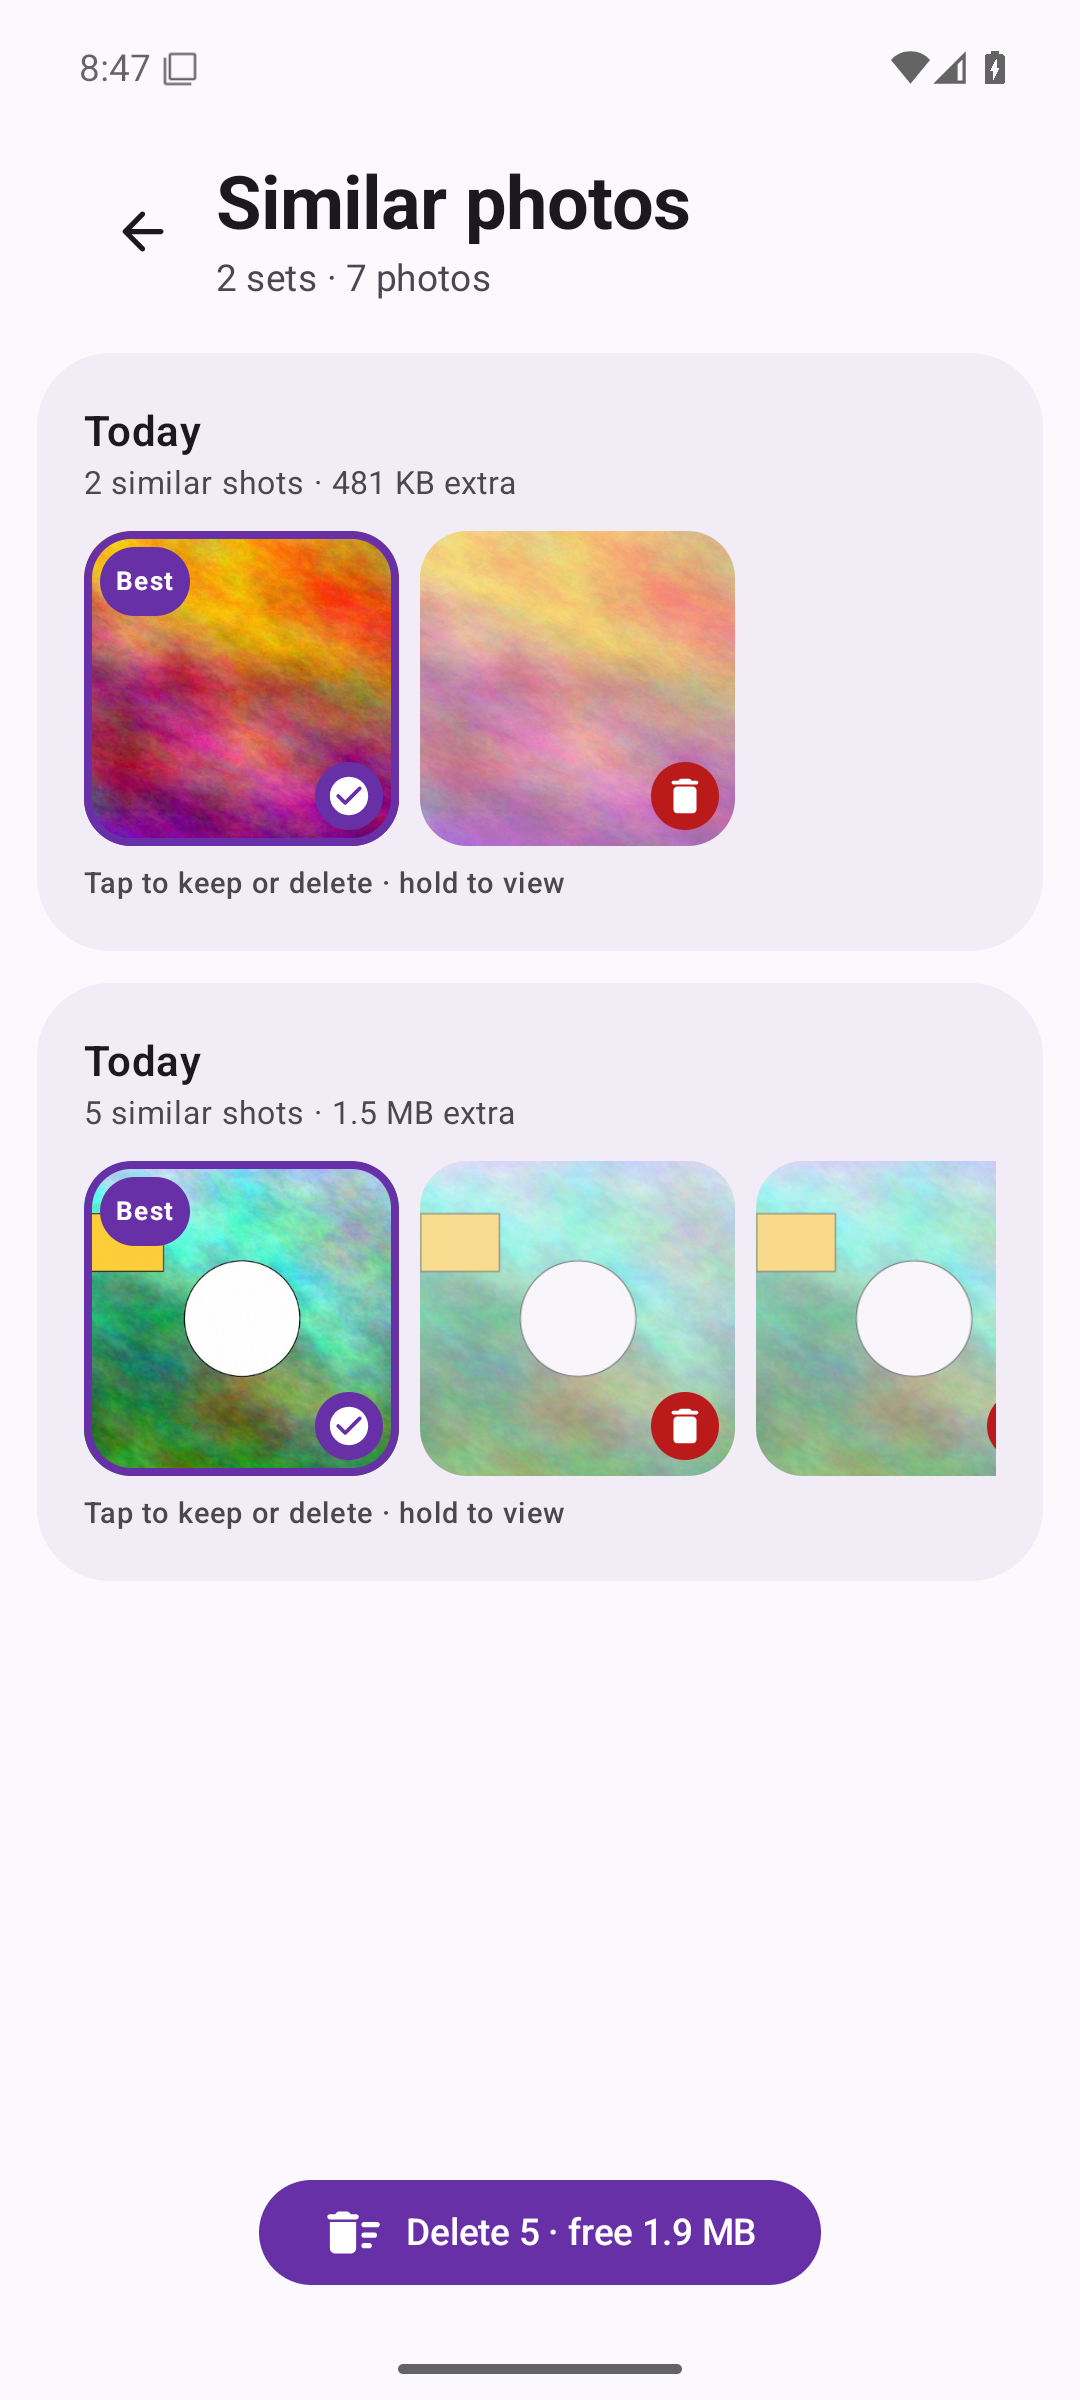 8:47
Similar photos
2 sets · 7 photos
Today
2 similar shots · 481 KB extra
Best
Tap to keep or delete · hold to view
Today
5 similar shots · 1.5 MB extra
Best
Tap to keep or delete · hold to view
Delete 5 · free 1.9 MB